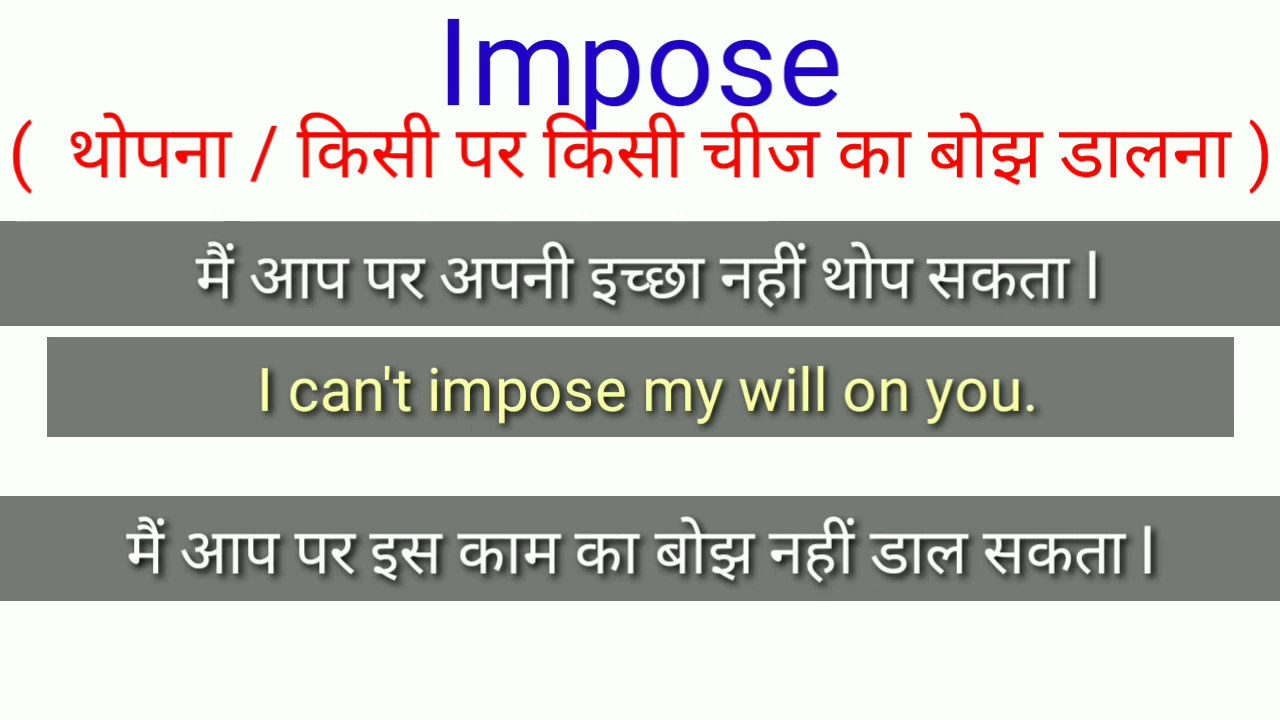 Impose
( थोपना / किसी पर किसी चीज का बोझ डालना )
मैं आप पर अपनी इच्छा नहीं थोप सकता l
I can't impose my will on you.
मैं आप पर इस काम का बोझ नहीं डाल सकता l